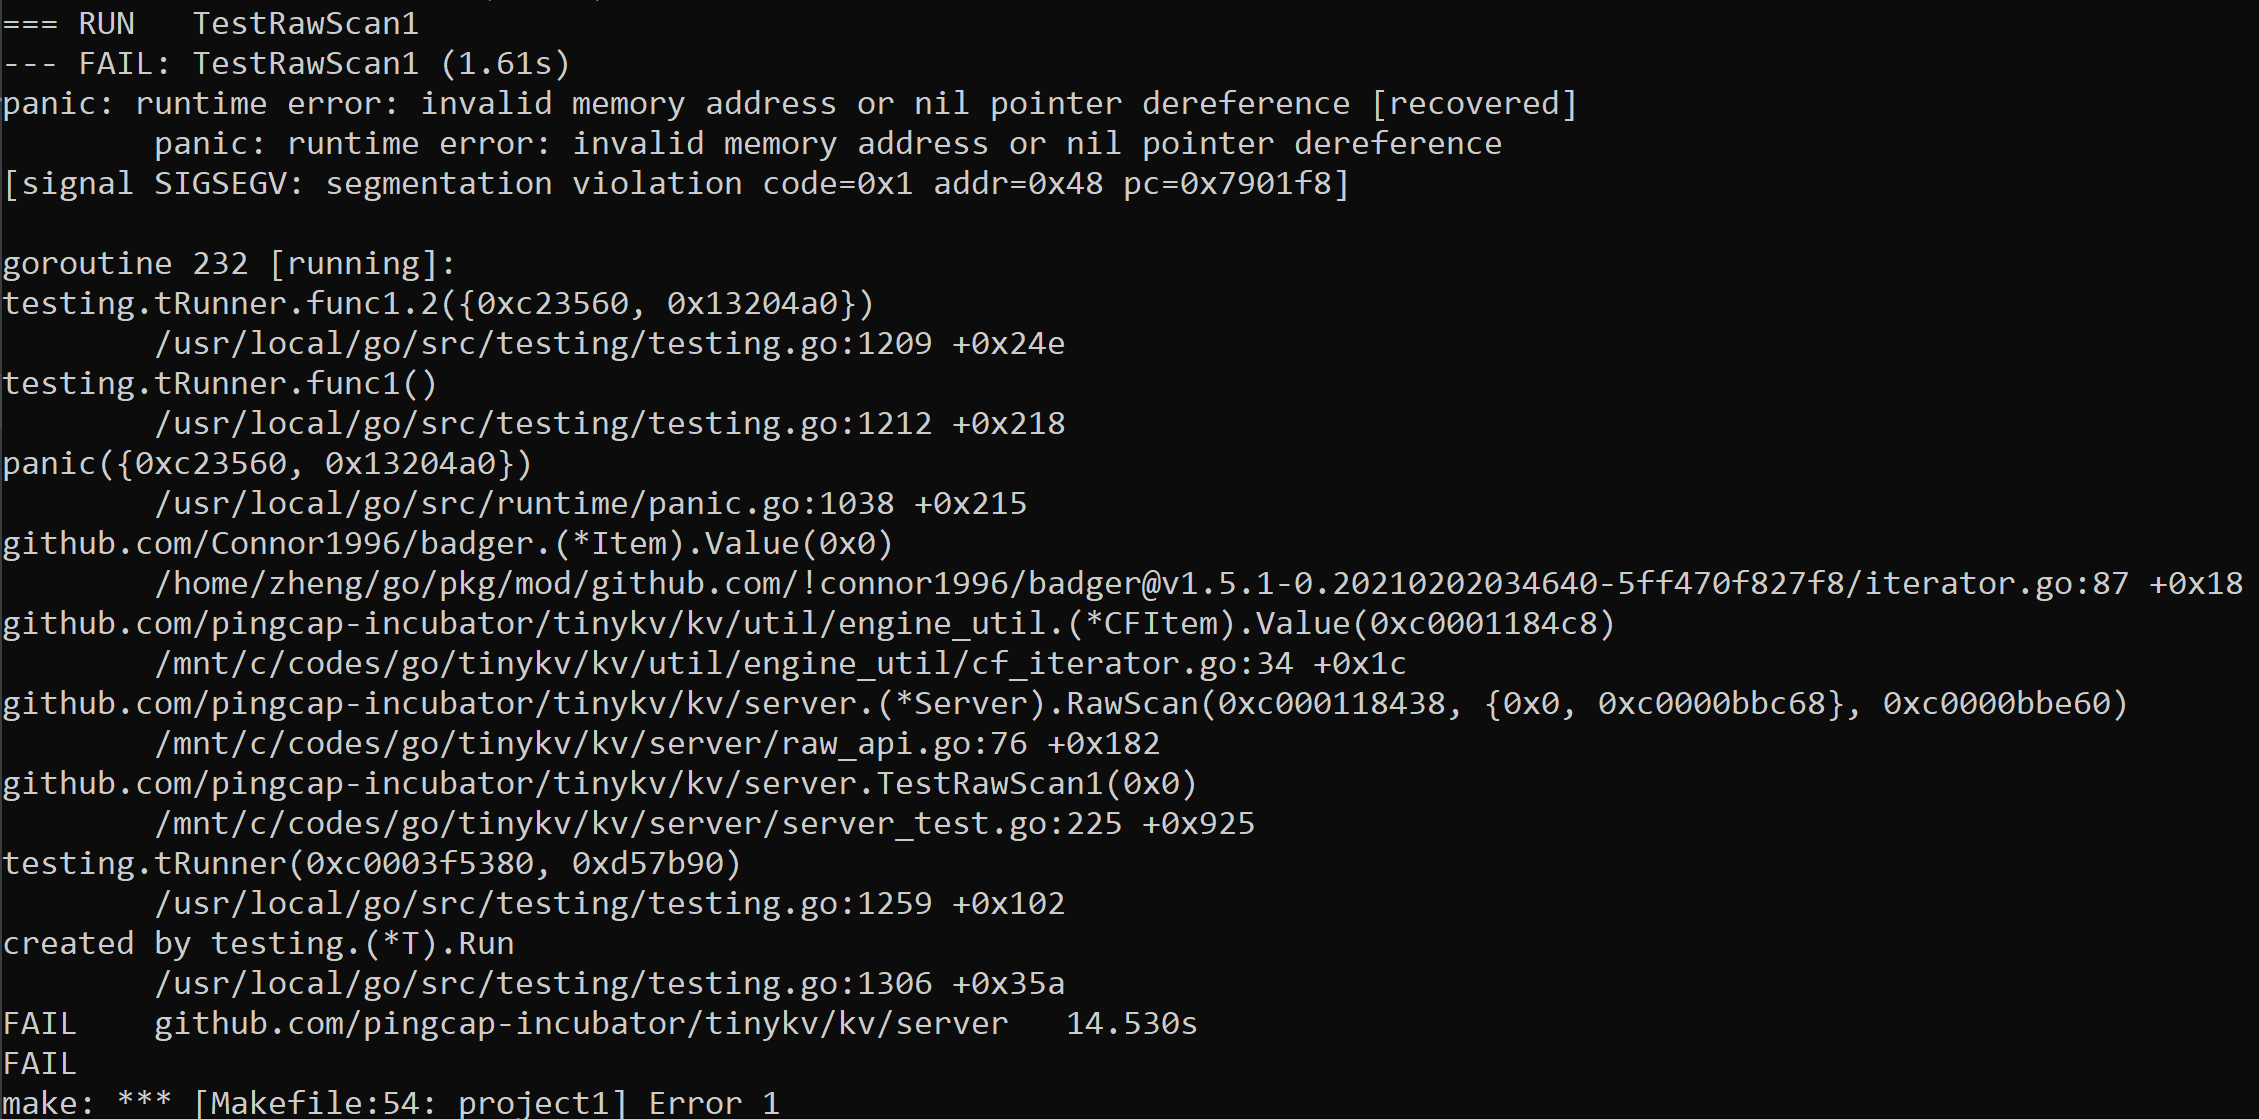 === RUN   TestRawScan1
--- FAIL: TestRawScan1 (1.61s)
panic: runtime error: invalid memory address or nil pointer dereference [recovered]
        panic: runtime error: invalid memory address or nil pointer dereference
[signal SIGSEGV: segmentation violation code=0x1 addr=0x48 pc=0x7901f8]

goroutine 232 [running]:
testing.tRunner.func1.2({0xc23560, 0x13204a0})
        /usr/local/go/src/testing/testing.go:1209 +0x24e
testing.tRunner.func1()
        /usr/local/go/src/testing/testing.go:1212 +0x218
panic({0xc23560, 0x13204a0})
        /usr/local/go/src/runtime/panic.go:1038 +0x215
github.com/Connor1996/badger.(*Item).Value(0x0)
        /home/zheng/go/pkg/mod/github.com/!connor1996/badger@v1.5.1-0.20210202034640-5ff470f827f8/iterator.go:87 +0x18
github.com/pingcap-incubator/tinykv/kv/util/engine_util.(*CFItem).Value(0xc0001184c8)
        /mnt/c/codes/go/tinykv/kv/util/engine_util/cf_iterator.go:34 +0x1c
github.com/pingcap-incubator/tinykv/kv/server.(*Server).RawScan(0xc000118438, {0x0, 0xc0000bbc68}, 0xc0000bbe60)
        /mnt/c/codes/go/tinykv/kv/server/raw_api.go:76 +0x182
github.com/pingcap-incubator/tinykv/kv/server.TestRawScan1(0x0)
        /mnt/c/codes/go/tinykv/kv/server/server_test.go:225 +0x925
testing.tRunner(0xc0003f5380, 0xd57b90)
        /usr/local/go/src/testing/testing.go:1259 +0x102
created by testing.(*T).Run
        /usr/local/go/src/testing/testing.go:1306 +0x35a
FAIL    github.com/pingcap-incubator/tinykv/kv/server   14.530s
FAIL
make: *** [Makefile:54: project1] Error 1